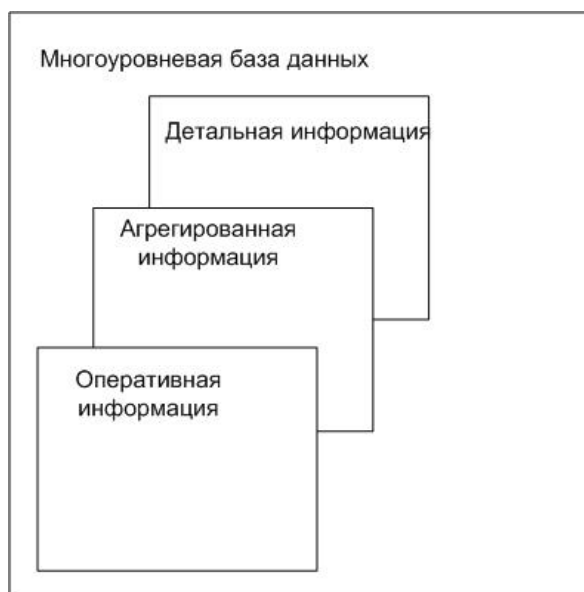 Многоуровневая база данных
Детальная информация
Агрегированная
информация
Оперативная
информация